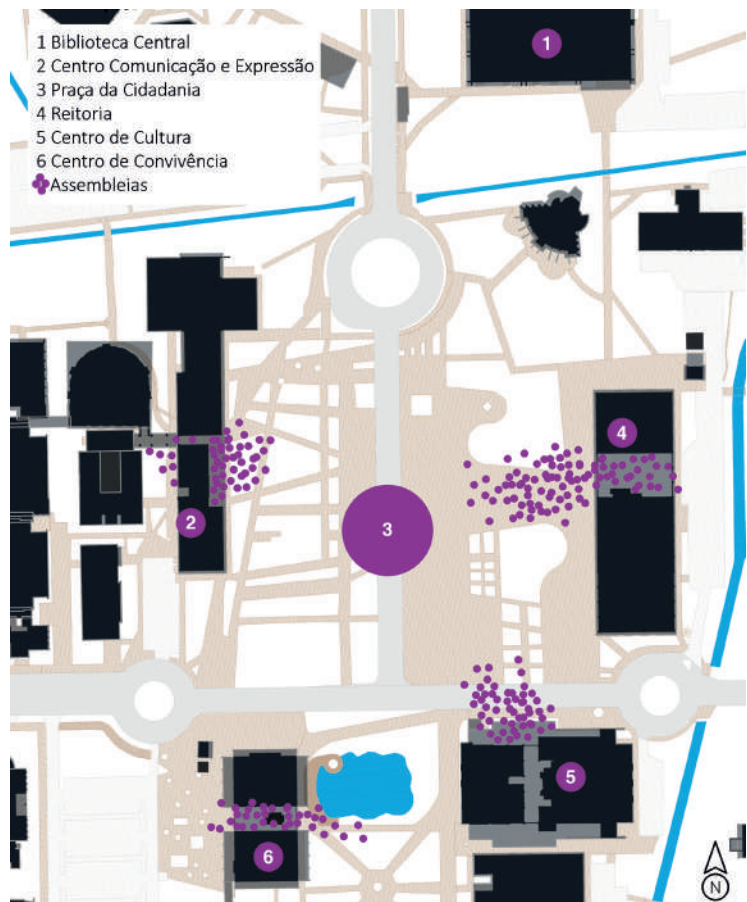 1 Biblioteca Central
2 Centro Comunicação e Expressão
3 Praça da Cidadania
4 Reitoria
5 Centro de Cultura
6 Centro de Convivência
Assembleias
1
4
2
3
5
6
N